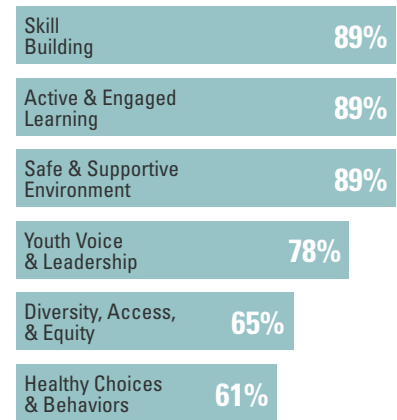 Skill
Building
89%
Active & Engaged
Learning
89%
Safe & Supportive
Environment
89%
Youth Voice
& Leadership
78%
Diversity, Access,
& Equity
65%
Healthy Choices
& Behaviors
61%